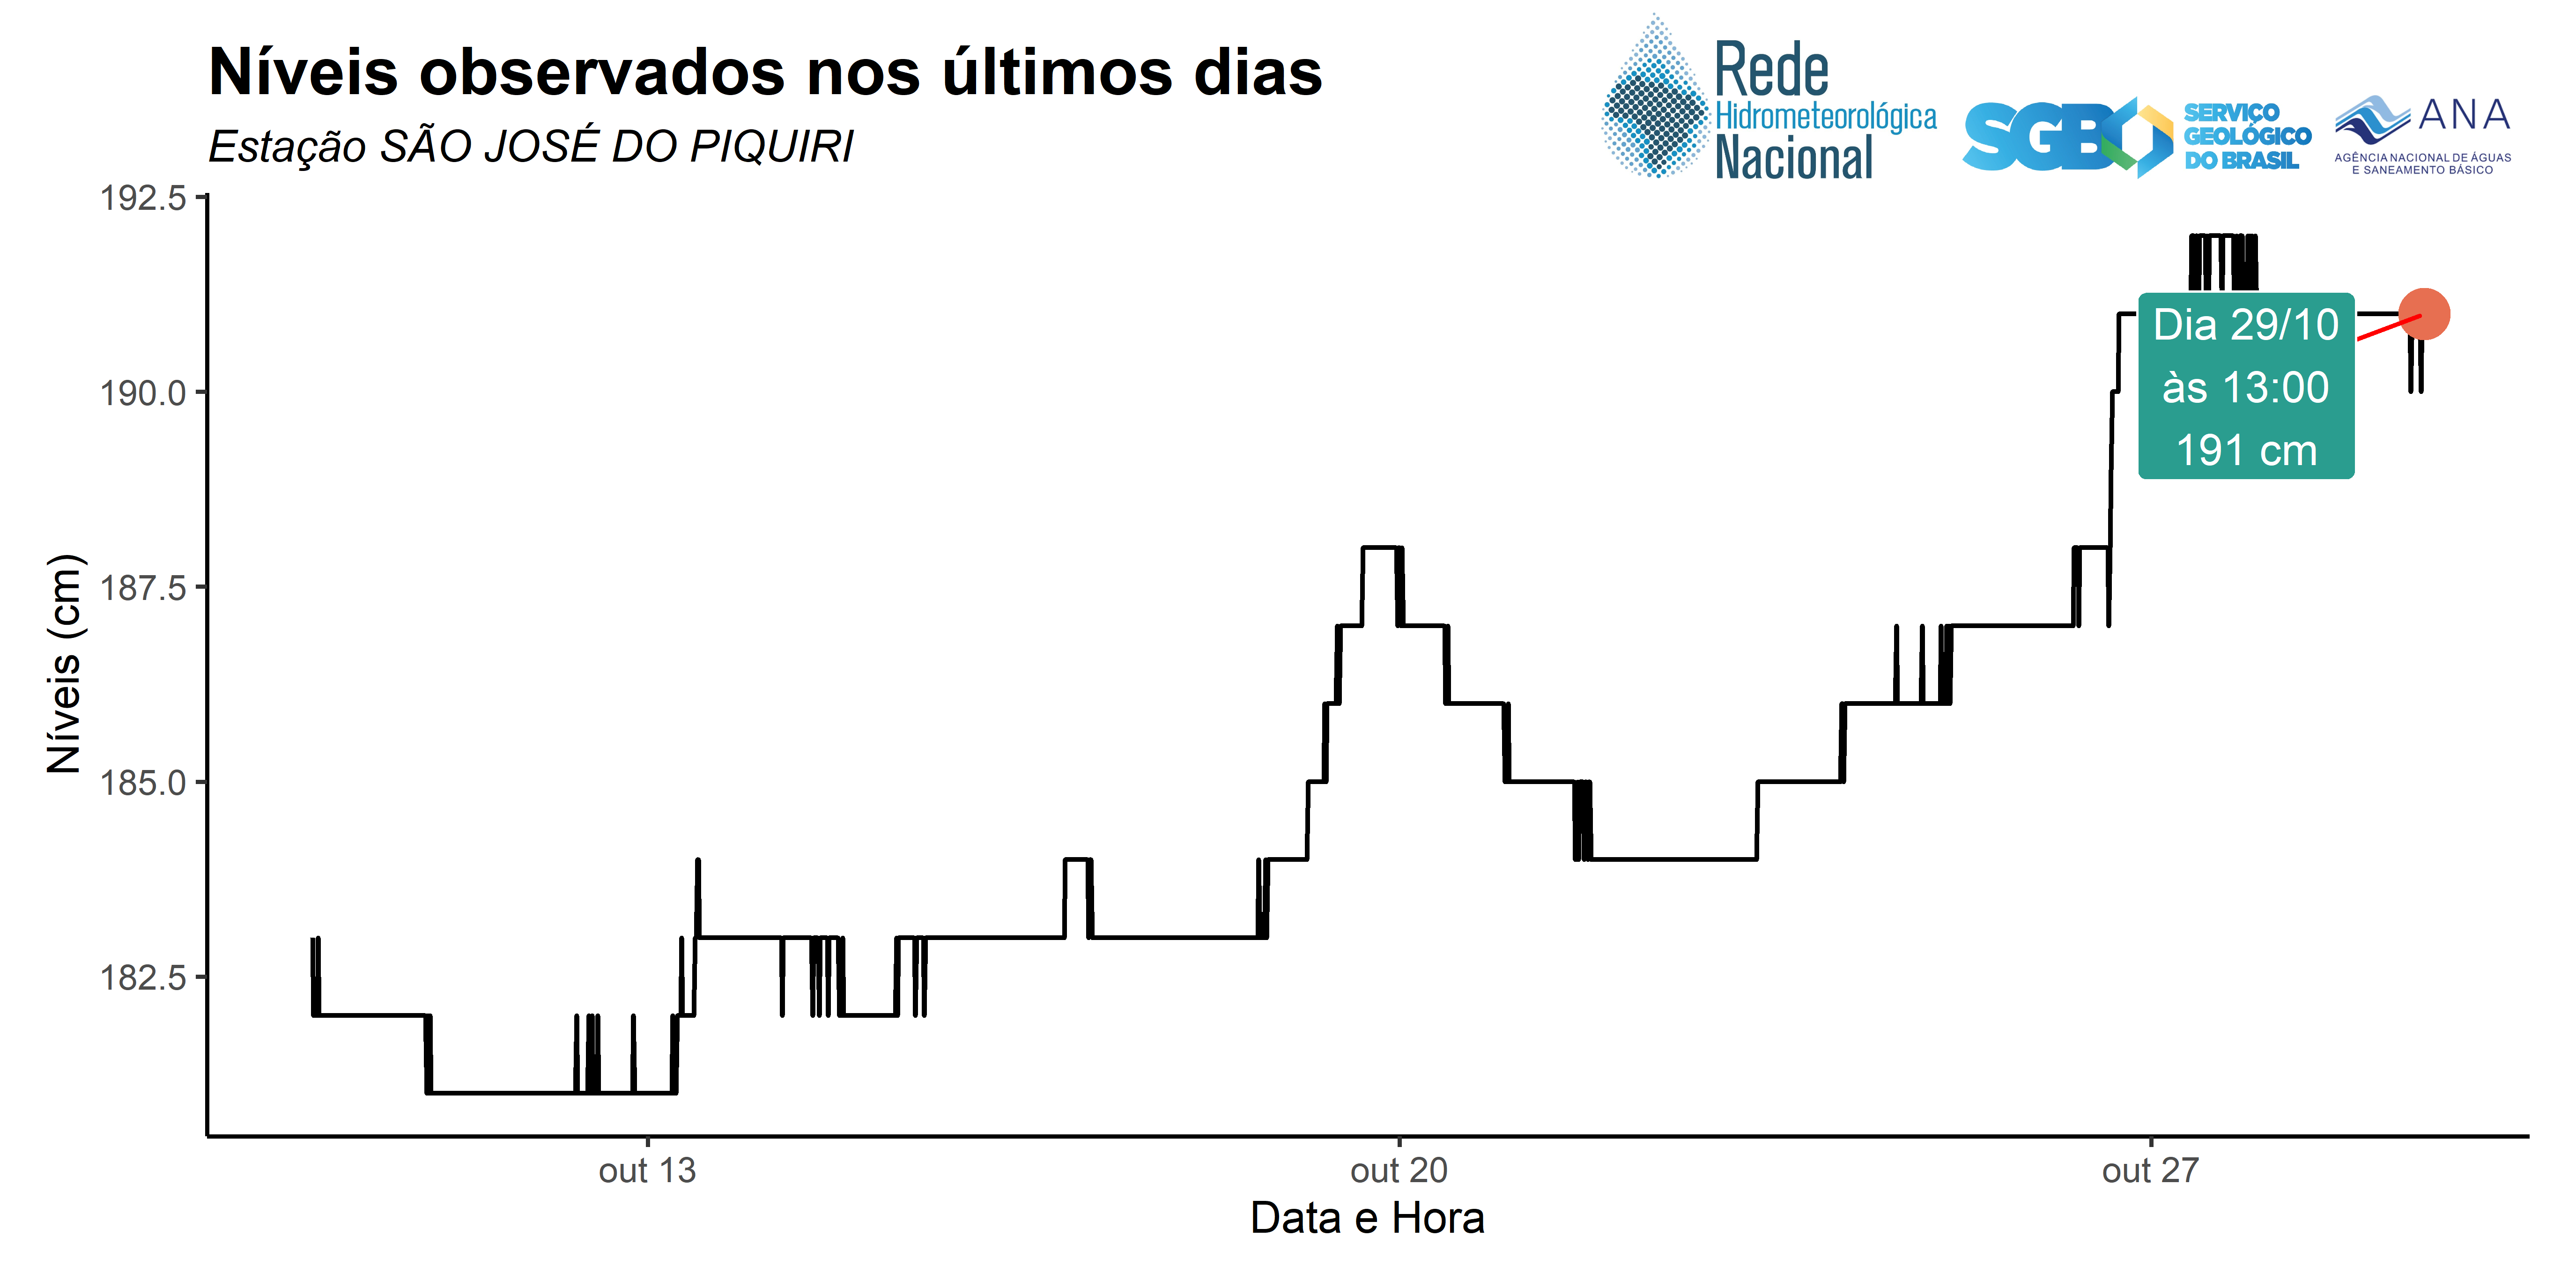 Níveis observados nos últimos dias
Estação SÃO JOSÉ DO PIQUIRI
Rede
Hidrometeorológica
Nacional
SGB
SERVIÇO
GEOLÓGICO
DO BRASIL
ANA
AGÊNCIA NACIONAL DE ÁGUAS
E SANEAMENTO BÁSICO
Níveis (cm)
192.5
190.0
187.5
185.0
182.5
Dia 29/10
às 13:00
191 cm
out 13
out 20
out 27
Data e Hora